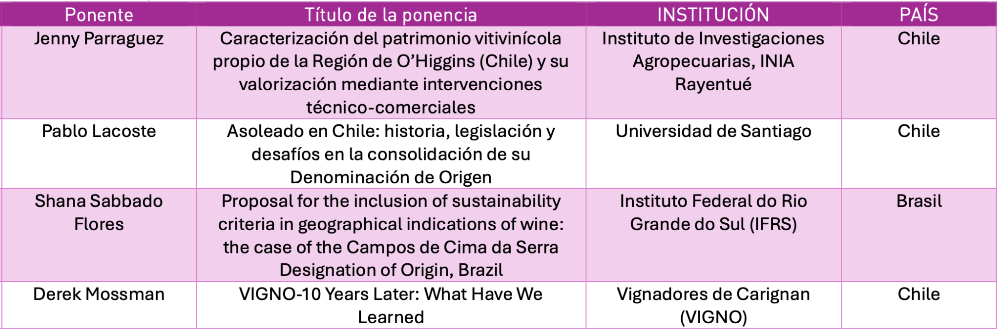 Ponente Título de la ponencia INSTITUCIÓN PAÍS
Jenny Parraguez
Caracterización del patrimonio vitivinícola
propio de la Región de O’Higgins (Chile) y su
valorización mediante intervenciones
técnico-comerciales
Instituto de Investigaciones
Agropecuarias, INIA
Rayentué
Chile
Pablo Lacoste
Asoleado en Chile: historia, legislación y
desafíos en la consolidación de su
Denominación de Origen
Universidad de Santiago
Chile
Shana Sabbado
Flores
Proposal for the inclusion of sustainability
criteria in geographical indications of wine:
the case of the Campos de Cima da Serra
Designation of Origin, Brazil
Instituto Federal do Rio
Grande do Sul (IFRS)
Brasil
Derek Mossman
VIGNO-10 Years Later: What Have We
Learned
Vignadores de Carignan
(VIGNO)
Chile